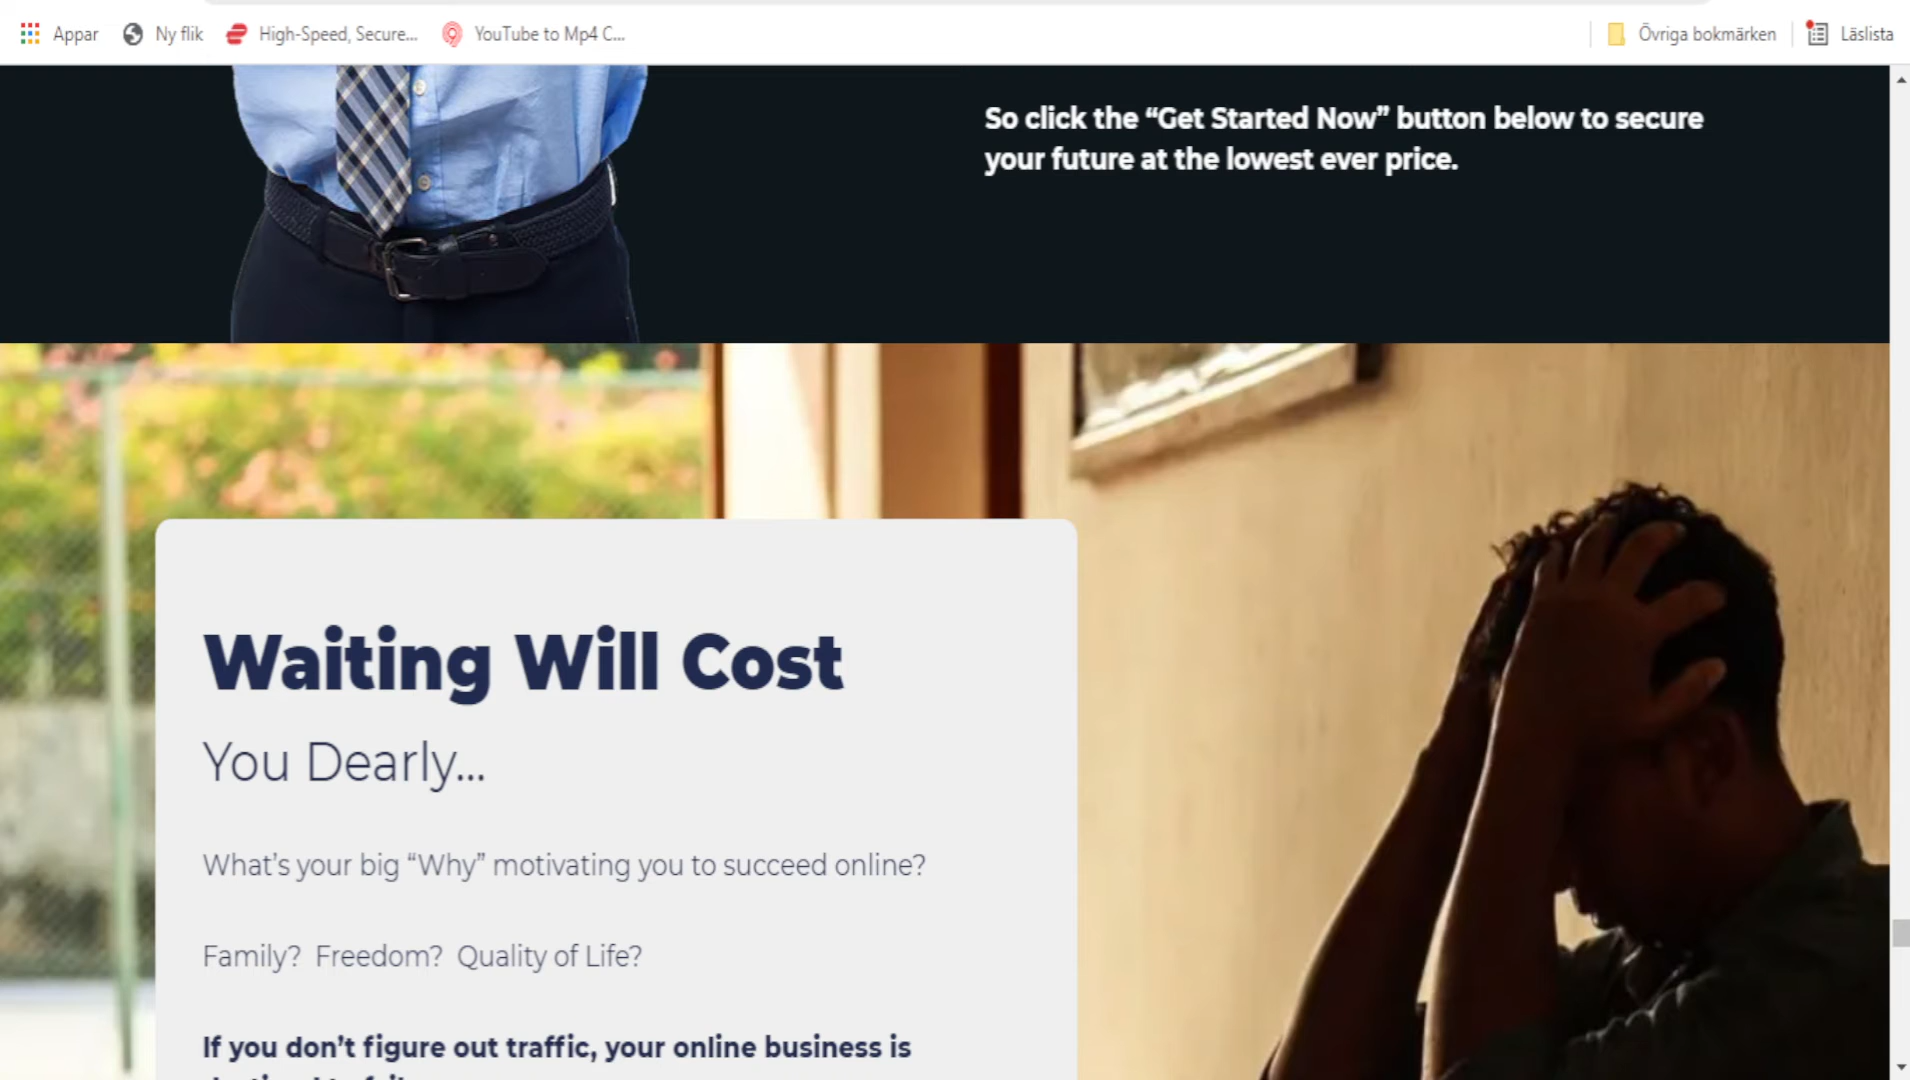 Appar Ny flik High-Speed, Secure... YouTube to Mp4 C... Övriga bokmärken Läslista
So click the “Get Started Now” button below to secure
your future at the lowest ever price.
Waiting Will Cost
You Dearly...
What’s your big “Why” motivating you to succeed online?
Family? Freedom? Quality of Life?
If you don’t figure out traffic, your online business is